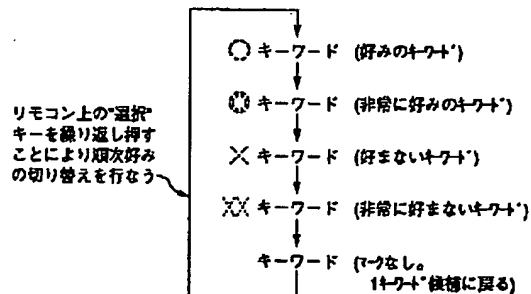 ○ キーワード (好みのキーワード)
◎ キーワード (非常に好みのキーワード)
リモコン上の"選択"
キーを繰り返し押す
ことにより順次好み
の切り替えを行なう
× キーワード (好まないキーワード)
×× キーワード (非常に好まないキーワード)
キーワード (マークなし。
1キーワード候補に戻る)